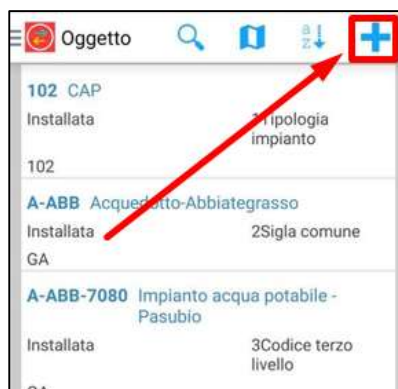 Oggetto
102 CAP
Installata 1Tipologia
impianto
102
A-ABB Acquedotto-Abbiategrasso
Installata 2Sigla comune
GA
A-ABB-7080 Impianto acqua potabile -
Pasubio
Installata 3Codice terzo
livello